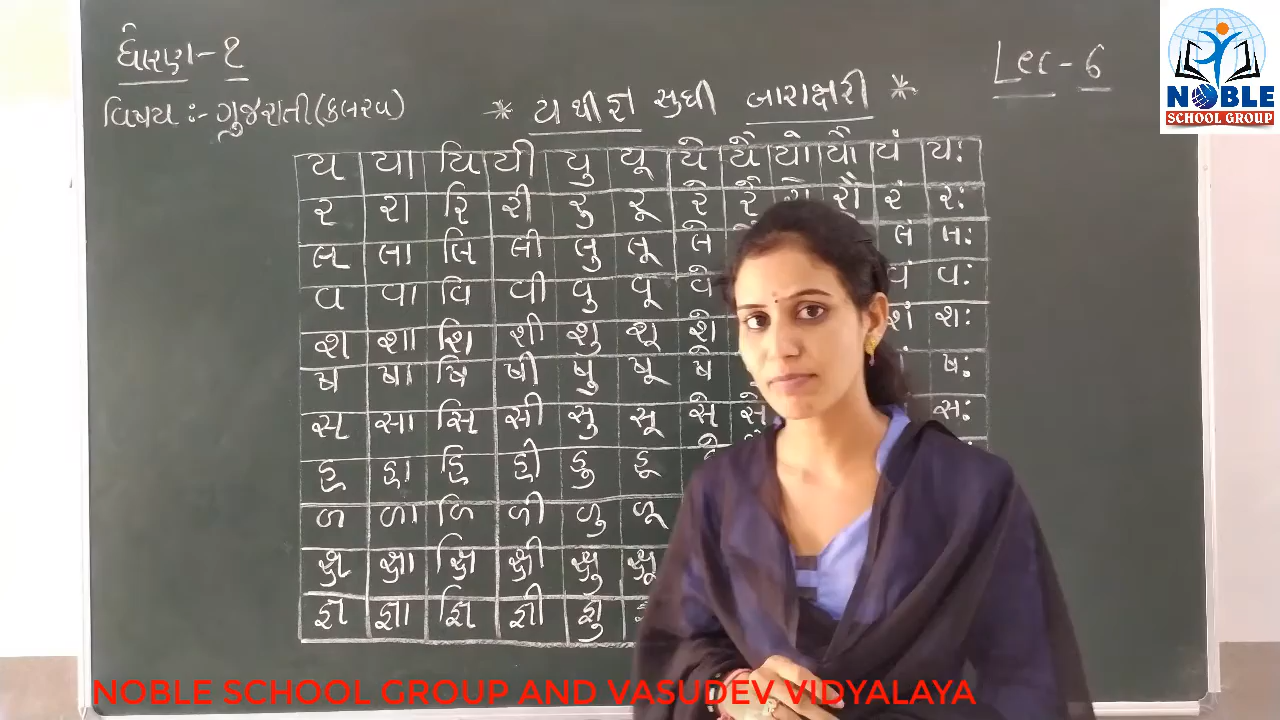 ધોરણ-૧
Lec-6
NOBLE
SCHOOL GROUP
વિષય :- ગુજરાતી (કલરવ)
* ય થી જ્ઞ સુધી બારાક્ષરી *
ય યા યિ યી યુ યૂ યે યૈ યો યૌ યં યઃ
ર રા રિ રી રુ રૂ રે રૈ રો રૌ રં રઃ
લ લા લિ લી લુ લૂ લે લં લઃ
વ વા વિ વી વુ વૂ વે વં વઃ
શ શા શિ શી શુ શૂ શે શં શઃ
ષ ષા ષિ ષી ષુ ષૂ ષે ષઃ
સ સા સિ સી સુ સૂ સે સૈ સઃ
હ હા હિ હી હુ હૂ
ળ ળા ળિ ળી ળુ ળૂ
ક્ષ ક્ષા ક્ષિ ક્ષી ક્ષુ ક્ષૂ
જ્ઞ જ્ઞા જ્ઞિ જ્ઞી જ્ઞુ
NOBLE SCHOOL GROUP AND VASUDEV VIDYALAYA